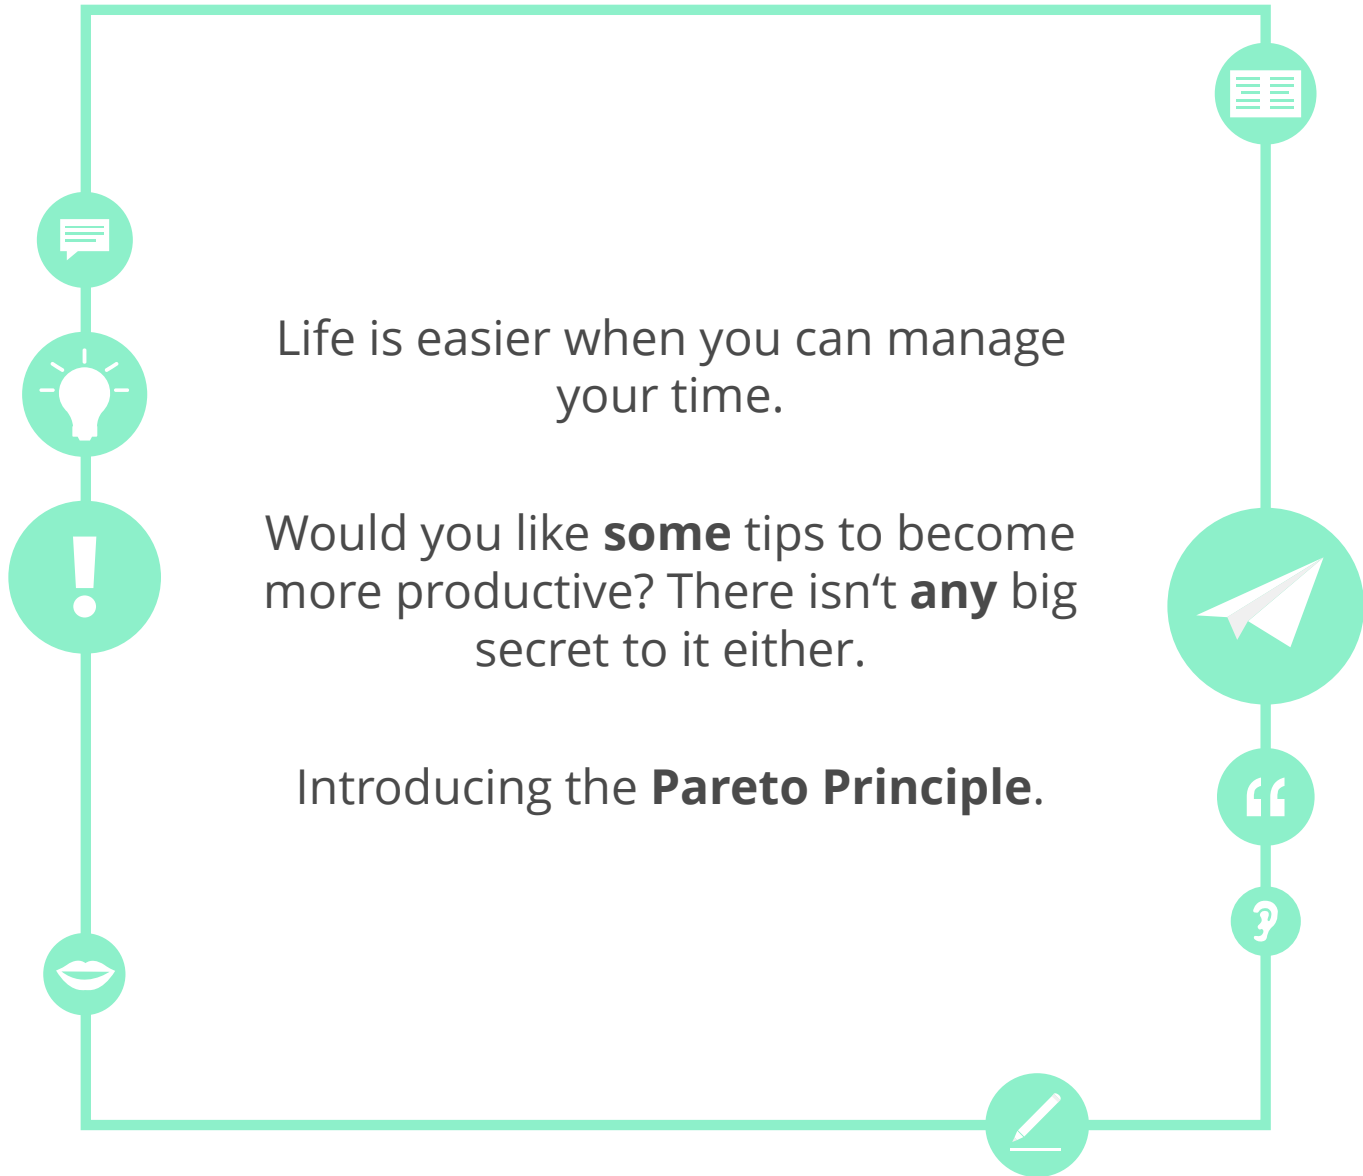 Life is easier when you can manage
your time.
Would you like some tips to become
more productive? There isn‘t any big
secret to it either.
Introducing the Pareto Principle.